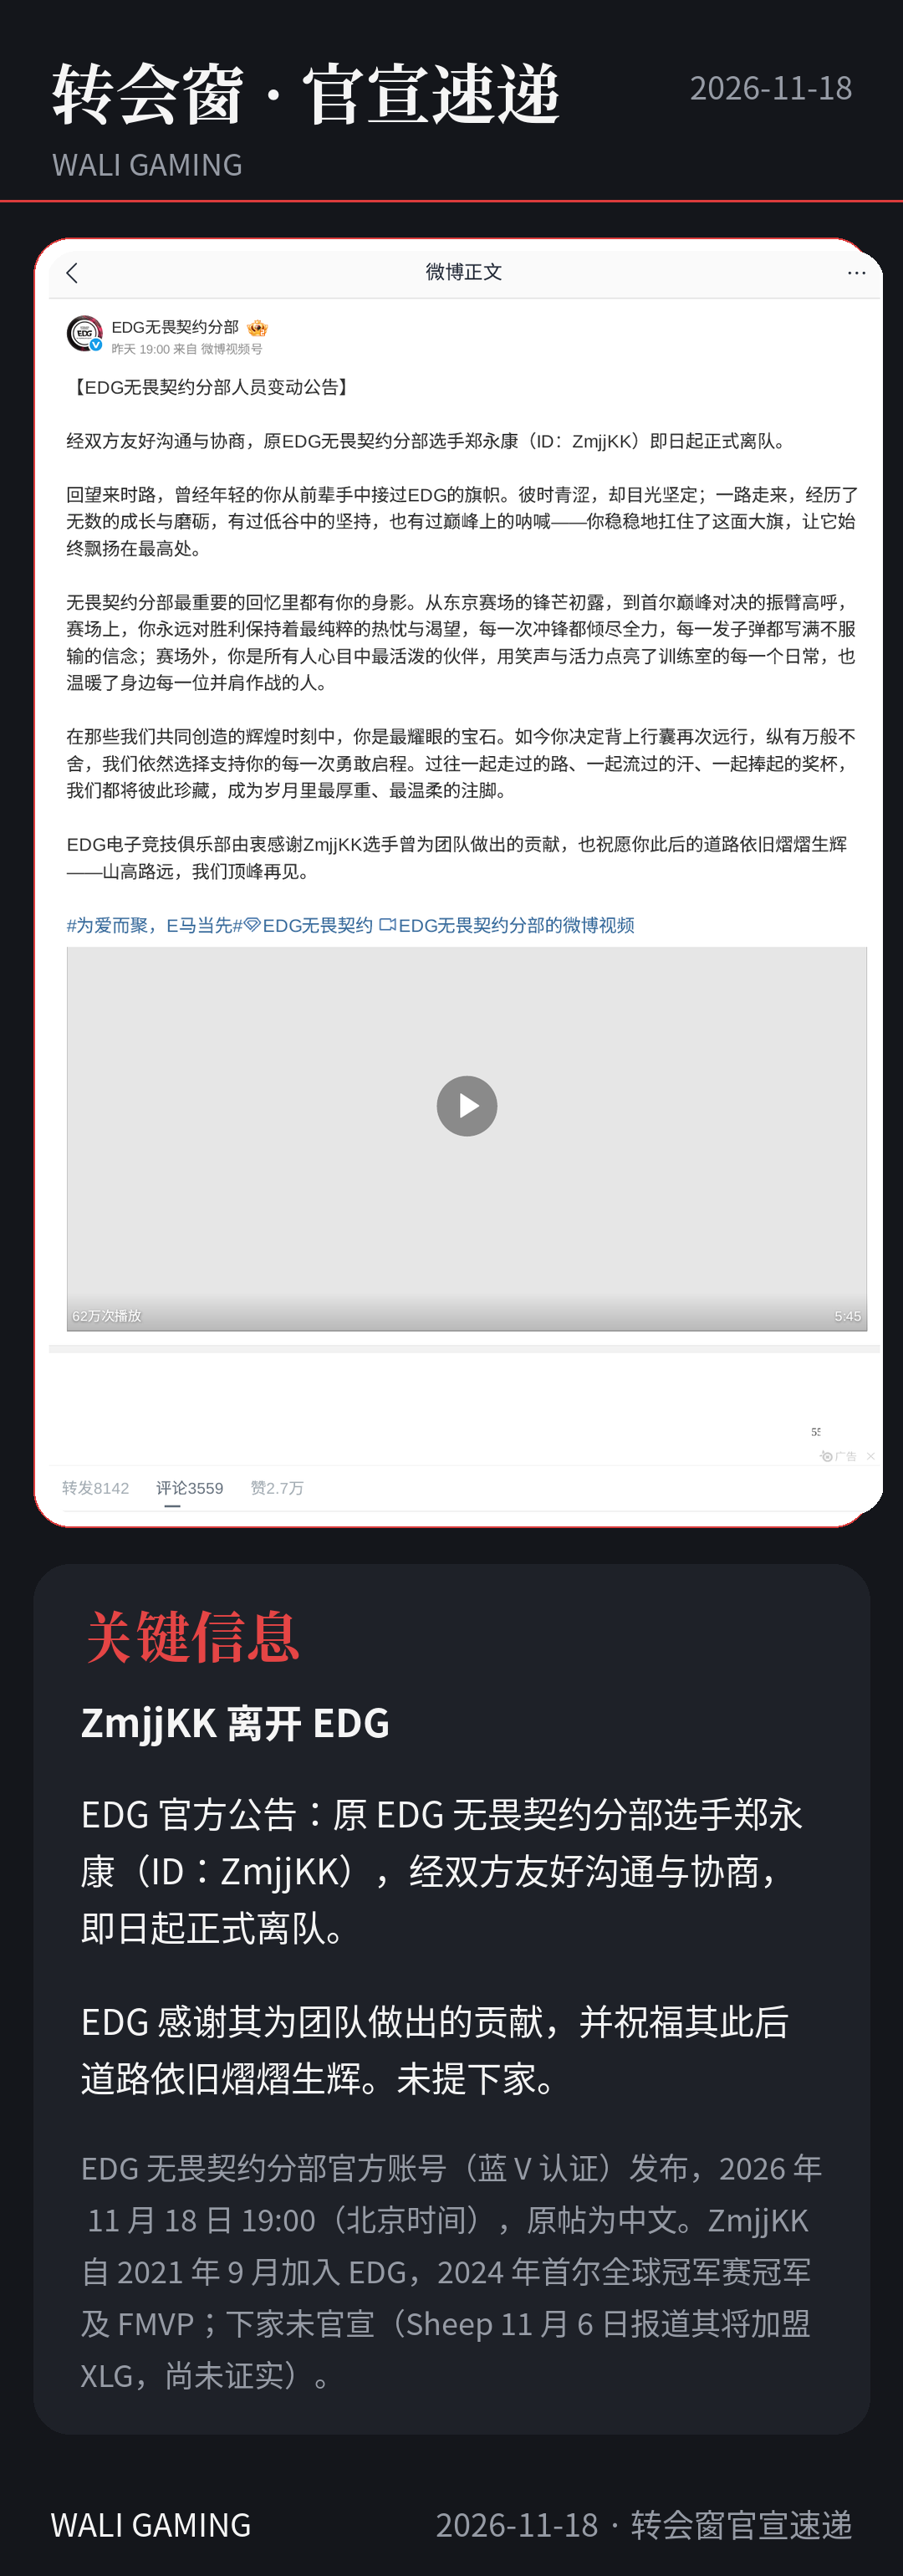 转会窗 · 官宣速递
2026-11-18
WALI GAMING
微博正文
EDG
EDG无畏契约分部
昨天 19:00 来自 微博视频号
【EDG无畏契约分部人员变动公告】
经双方友好沟通与协商，原EDG无畏契约分部选手郑永康（ID：ZmjjKK）即日起正式离队。
回望来时路，曾经年轻的你从前辈手中接过EDG的旗帜。彼时青涩，却目光坚定；一路走来，经历了
无数的成长与磨砺，有过低谷中的坚持，也有过巅峰上的呐喊——你稳稳地扛住了这面大旗，让它始
终飘扬在最高处。
无畏契约分部最重要的回忆里都有你的身影。从东京赛场的锋芒初露，到首尔巅峰对决的振臂高呼，
赛场上，你永远对胜利保持着最纯粹的热忱与渴望，每一次冲锋都倾尽全力，每一发子弹都写满不服
输的信念；赛场外，你是所有人心目中最活泼的伙伴，用笑声与活力点亮了训练室的每一个日常，也
温暖了身边每一位并肩作战的人。
在那些我们共同创造的辉煌时刻中，你是最耀眼的宝石。如今你决定背上行囊再次远行，纵有万般不
舍，我们依然选择支持你的每一次勇敢启程。过往一起走过的路、一起流过的汗、一起捧起的奖杯，
我们都将彼此珍藏，成为岁月里最厚重、最温柔的注脚。
EDG电子竞技俱乐部由衷感谢ZmjjKK选手曾为团队做出的贡献，也祝愿你此后的道路依旧熠熠生辉
——山高路远，我们顶峰再见。
#为爱而聚，E马当先#EDG无畏契约 EDG无畏契约分部的微博视频
62万次播放
5:45
广告
转发8142 评论3559 赞2.7万
关键信息
ZmjjKK 离开 EDG
EDG 官方公告：原 EDG 无畏契约分部选手郑永
康（ID：ZmjjKK），经双方友好沟通与协商，
即日起正式离队。
EDG 感谢其为团队做出的贡献，并祝福其此后
道路依旧熠熠生辉。未提下家。
EDG 无畏契约分部官方账号（蓝 V 认证）发布，2026 年
11 月 18 日 19:00（北京时间），原帖为中文。ZmjjKK
自 2021 年 9 月加入 EDG，2024 年首尔全球冠军赛冠军
及 FMVP；下家未官宣（Sheep 11 月 6 日报道其将加盟
XLG，尚未证实）。
WALI GAMING
2026-11-18 · 转会窗官宣速递